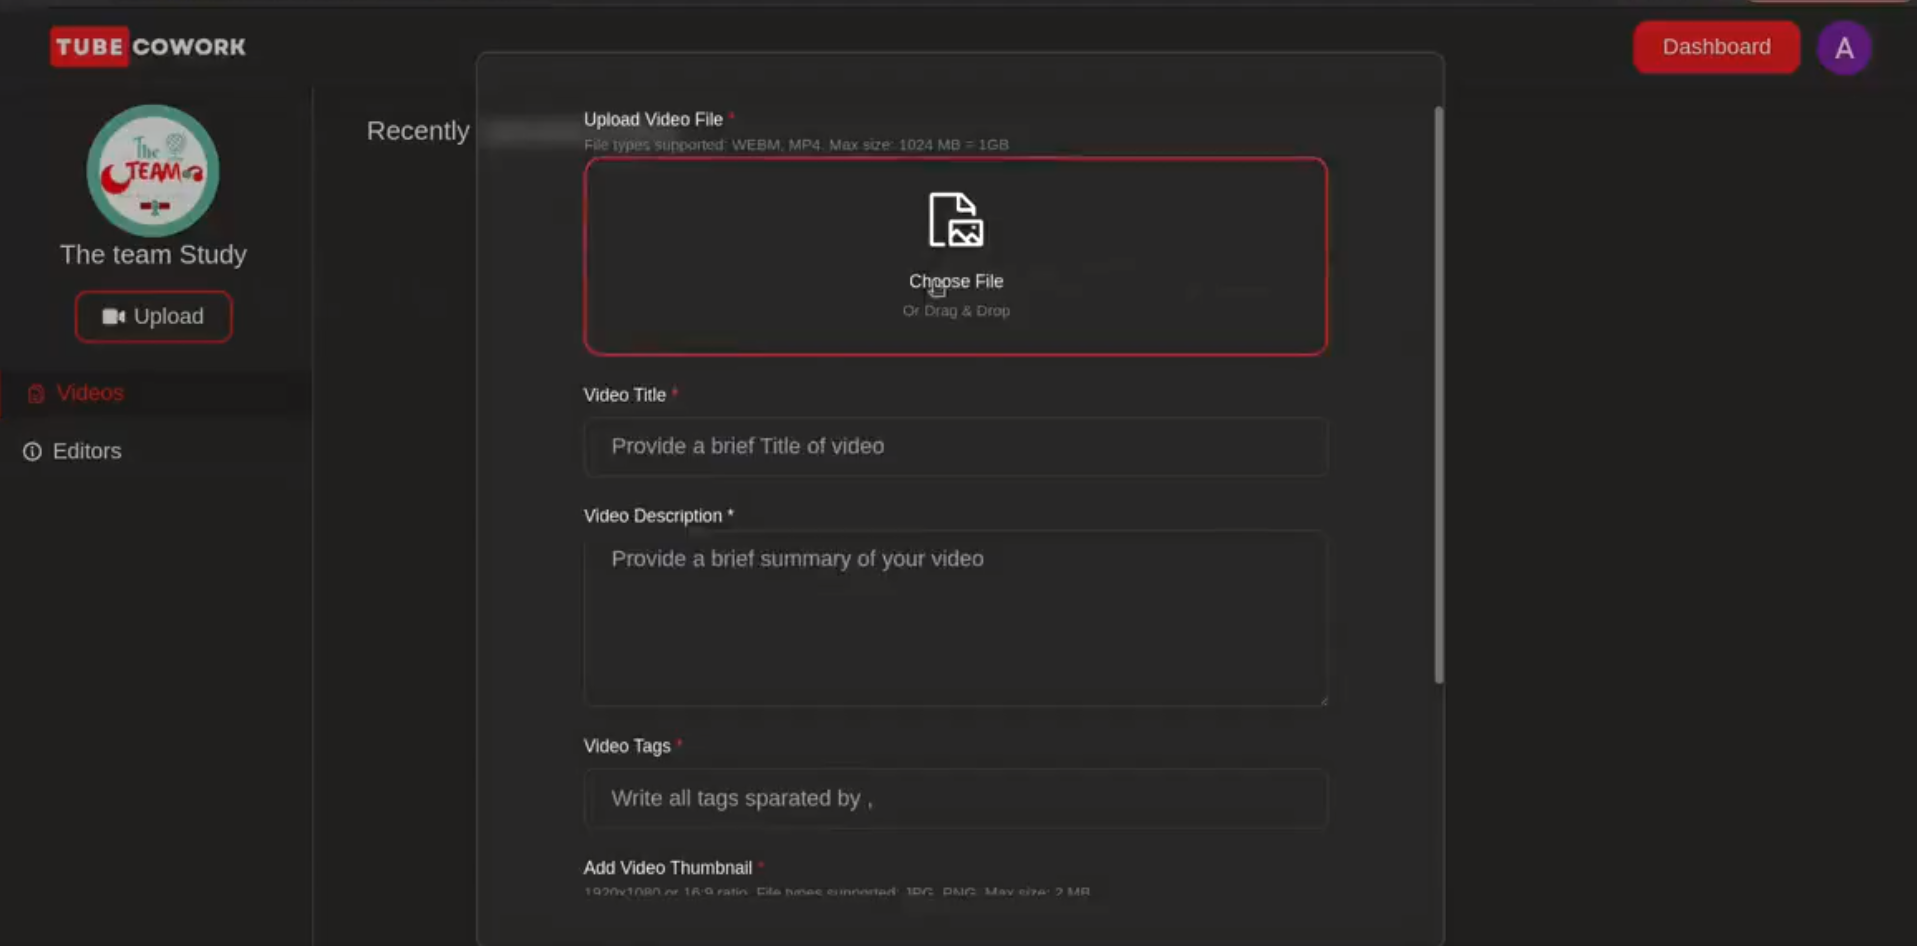 TUBE COWORK
Dashboard
A
The
TEAM
The team Study
Upload
Videos
Editors
Recently
Upload Video File *
File types supported: WEBM, MP4. Max size: 1024 MB = 1GB
Choose File
Or Drag & Drop
Video Title *
Provide a brief Title of video
Video Description *
Provide a brief summary of your video
Video Tags *
Write all tags sparated by ,
Add Video Thumbnail *
1920x1080 or 16:9 ratio. File types supported: JPG, PNG. Max size: 2 MB